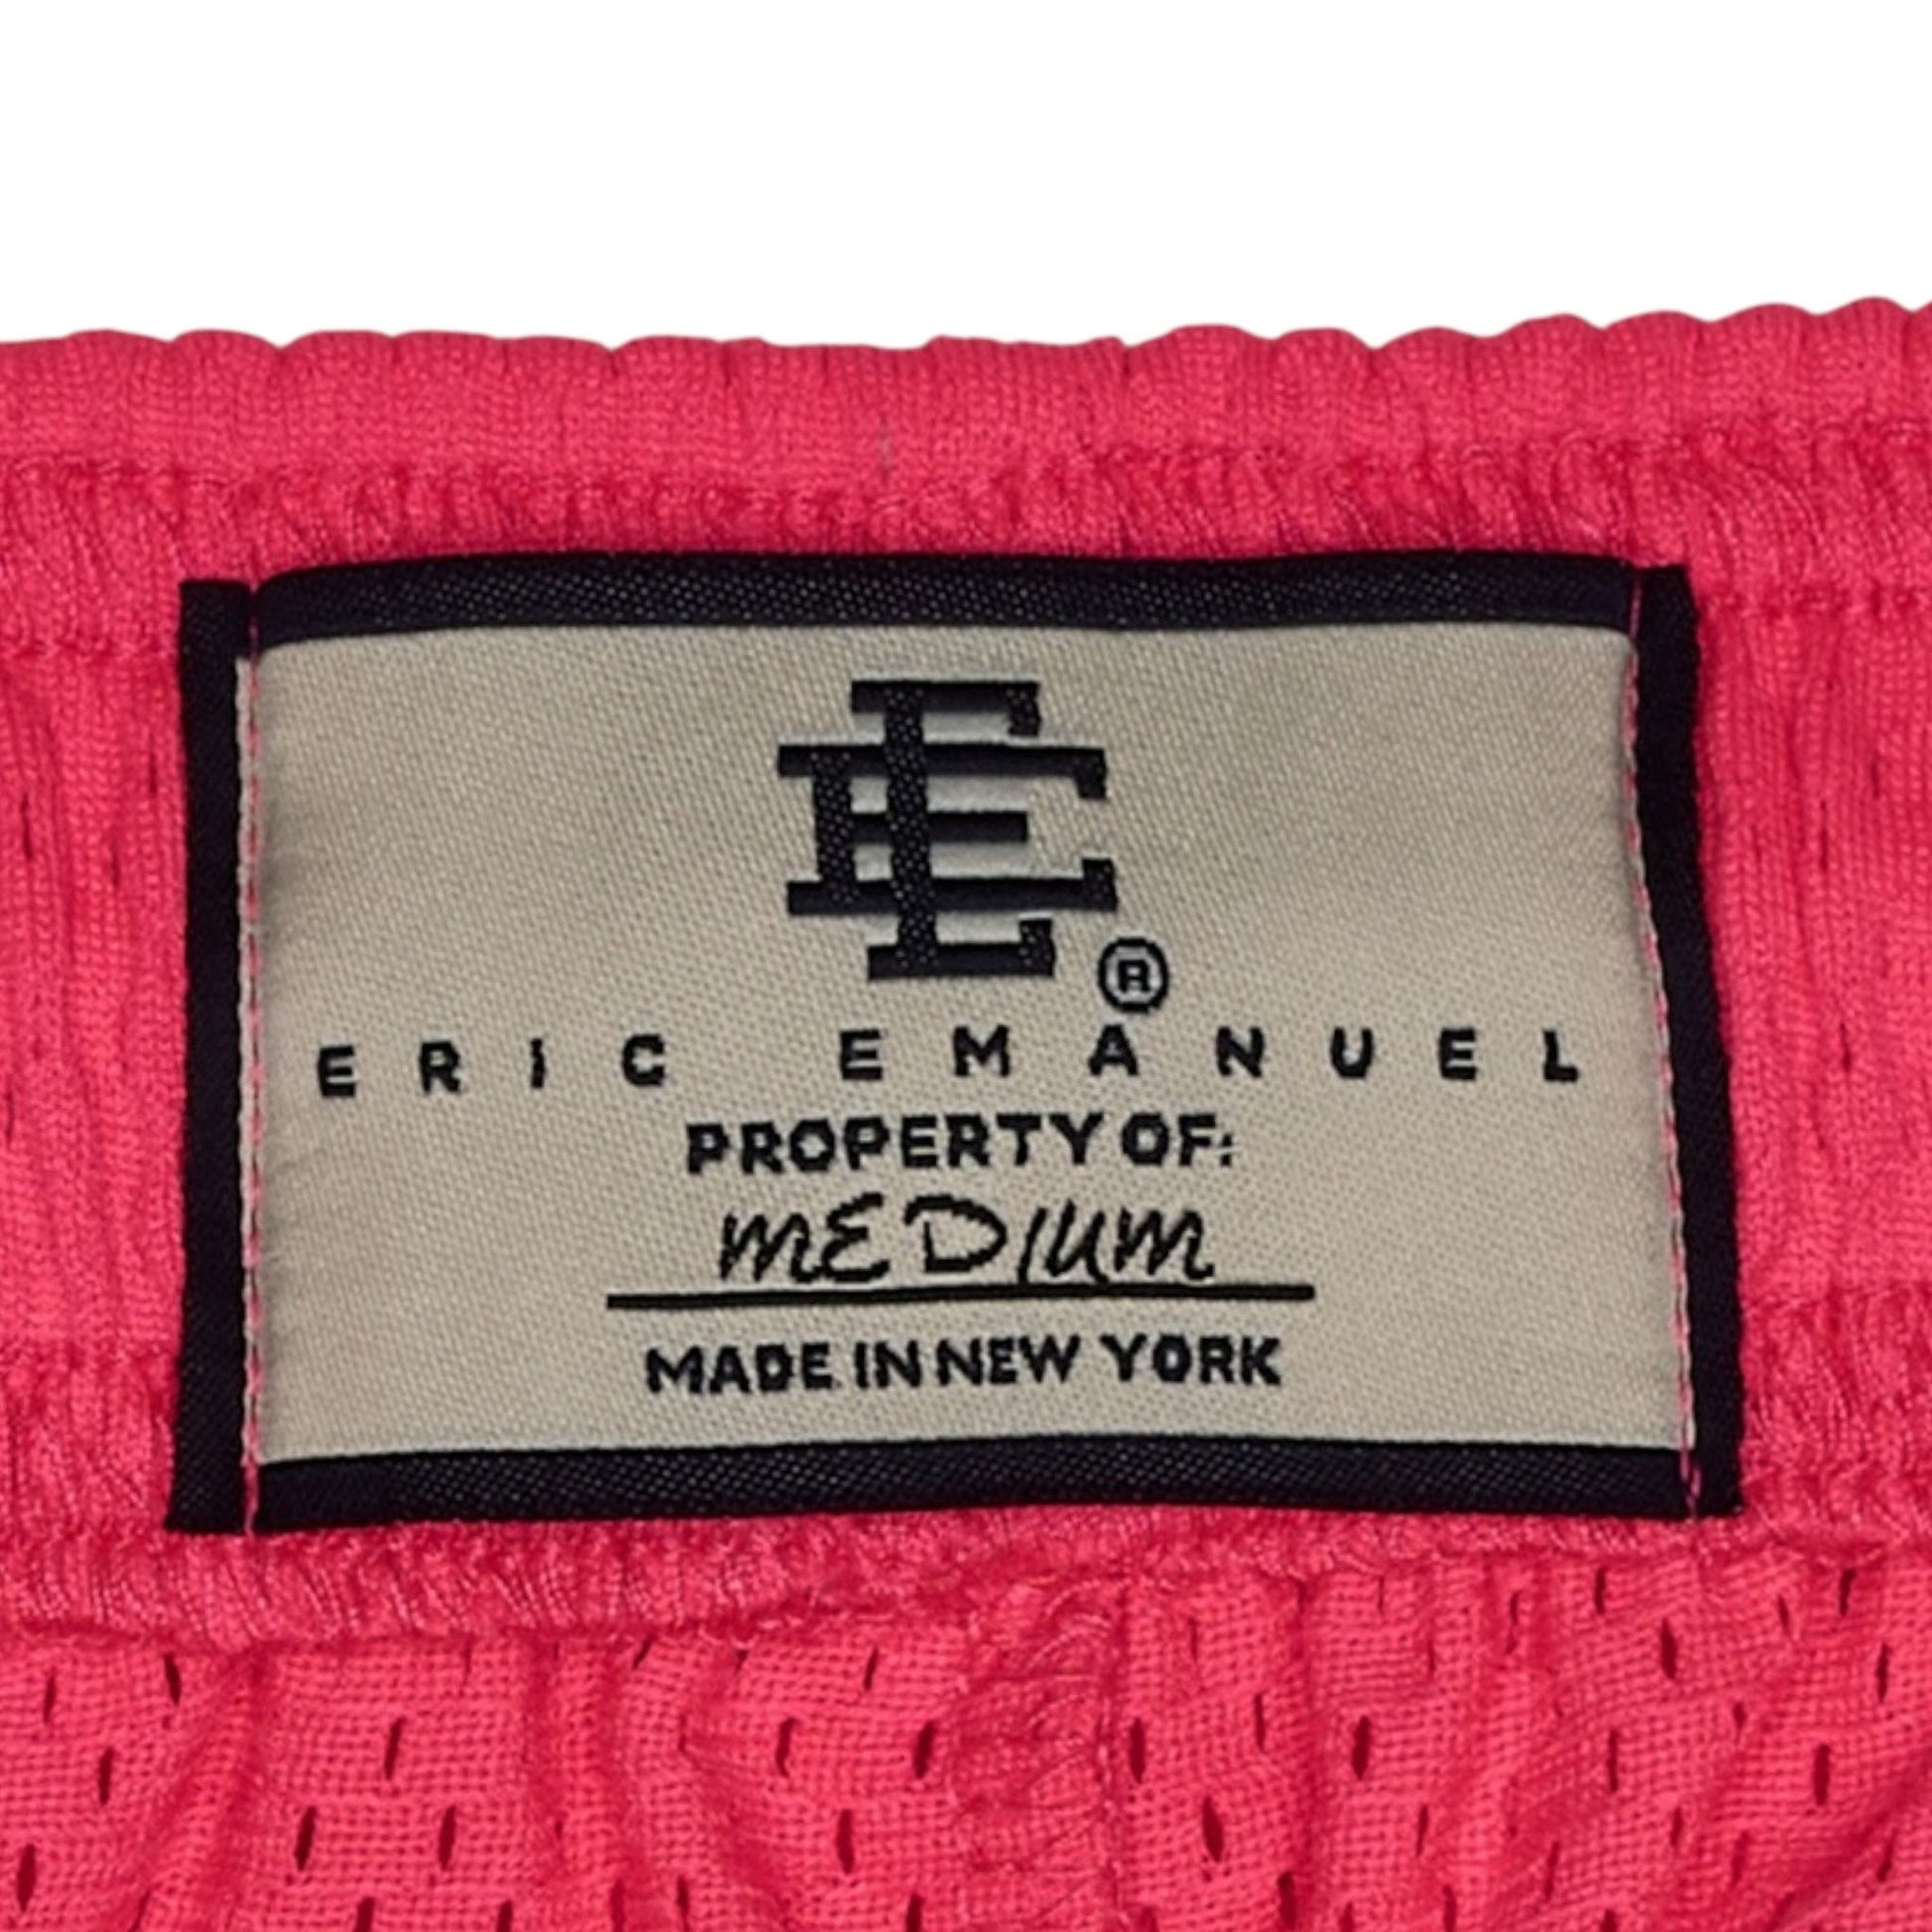 EE®
ERIC EMANUEL
PROPERTY OF:
mEDIUm
MADE IN NEW YORK